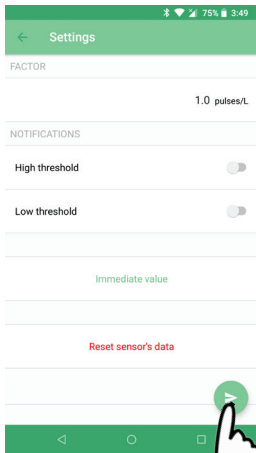 75% 3:49
Settings
FACTOR
1.0 pulses/L
NOTIFICATIONS
High threshold
Low threshold
Immediate value
Reset sensor's data